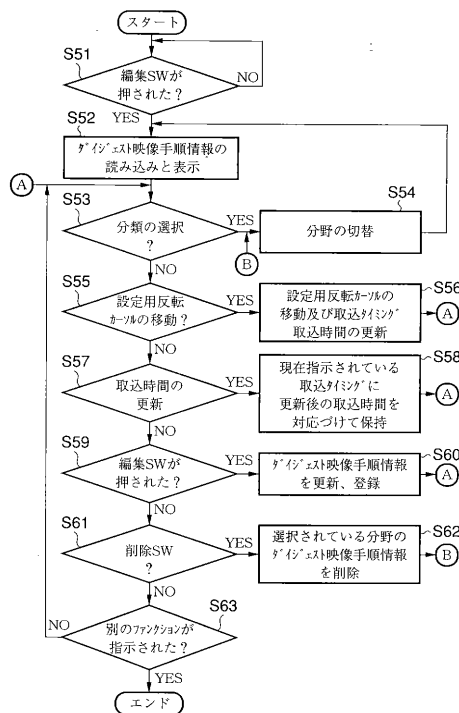 スタート
S51
編集SWが
押された?
NO
YES
S52
ﾀﾞｲｼﾞｪｽﾄ映像手順情報の
読み込みと表示
A
S53
分類の選択
?
YES
B
S54
分野の切替
NO
S55
設定用反転
ｶｰｿﾙの移動?
YES
S56
設定用反転ｶｰｿﾙの
移動及び取込ﾀｲﾐﾝｸﾞ
取込時間の更新
A
NO
S57
取込時間の
更新
YES
S58
現在指示されている
取込ﾀｲﾐﾝｸﾞに
更新後の取込時間を
対応づけて保持
A
NO
S59
編集SWが
押された?
YES
S60
ﾀﾞｲｼﾞｪｽﾄ映像手順情報
を更新、登録
A
NO
S61
削除SW
?
YES
S62
選択されている分野の
ﾀﾞｲｼﾞｪｽﾄ映像手順情報
を削除
B
NO
S63
別のﾌｧﾝｸｼｮﾝが
指示された?
NO
YES
エンド